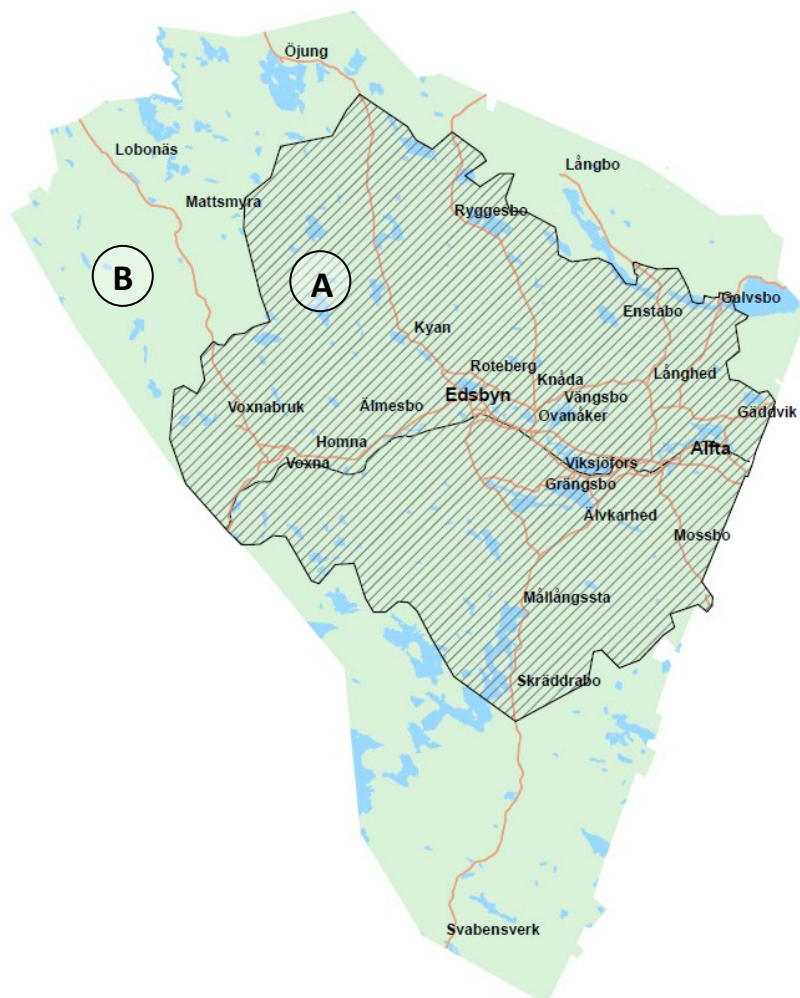 Öjung
Lobonäs
Långbo
Mattsmyra
Ryggesbo
B
A
Galvsbo
Enstabo
Kyan
Roteberg
Långhed
Knåda
Edsbyn
Vängsbo
Voxnabruk
Älmesbo
Gäddvik
Ovanåker
Homna
Alfta
Voxna
Viksjöfors
Grängsbo
Älvkarhed
Mossbo
Mållångssta
Skräddrabo
Svabensverk